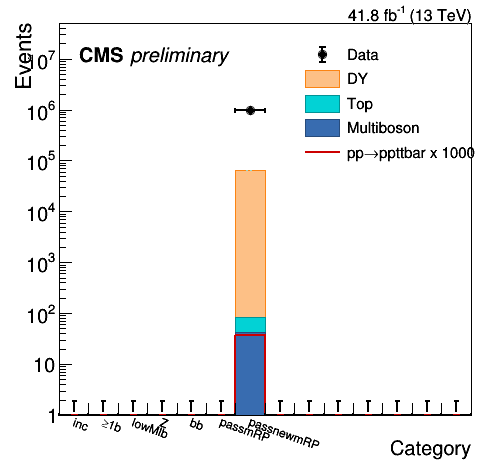 41.8 fb⁻¹ (13 TeV)
Events
CMS preliminary
Data
DY
Top
Multiboson
pp→ppttbar x 1000
10⁷
10⁶
10⁵
10⁴
10³
10²
10
1
inc
≥1b
lowMlb
Z
bb
passmRP
passnewmRP
Category